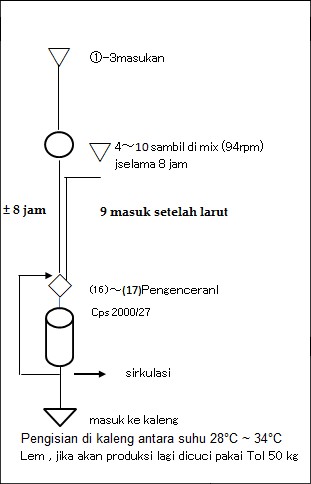 ①-3masukan
4～10 sambil di mix (94rpm)
jselama 8 jam
± 8 jam
9 masuk setelah larut
(16)～(17)Pengenceranl
Cps 2000/27
sirkulasi
masuk ke kaleng
Pengisian di kaleng antara suhu 28°C ~ 34°C
Lem , jika akan produksi lagi dicuci pakai Tol 50 kg